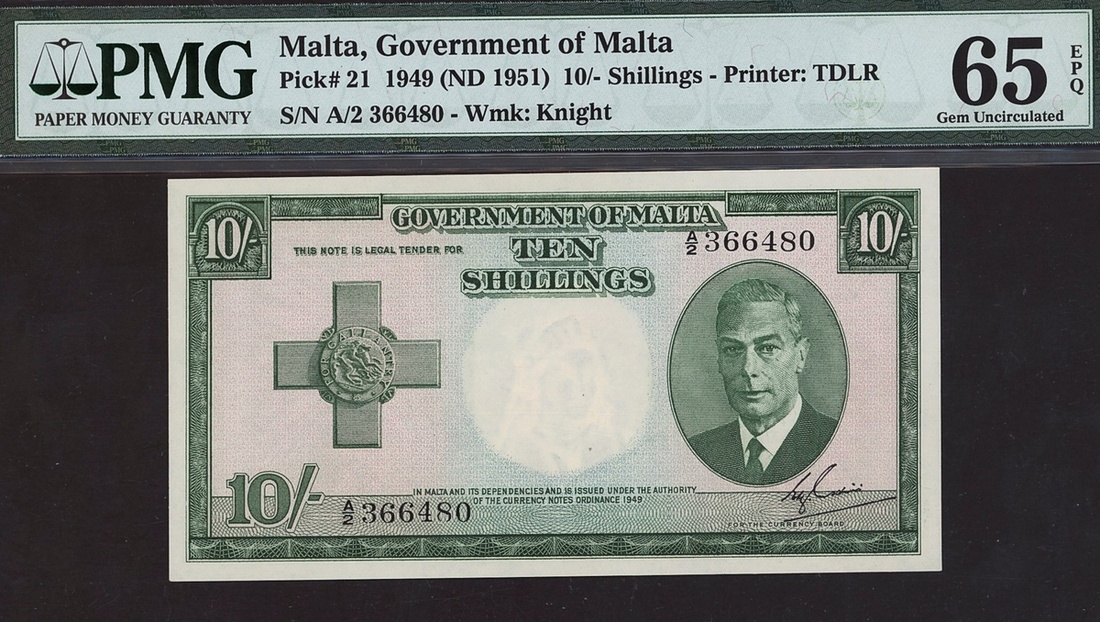 PMG
PAPER MONEY GUARANTY
Malta, Government of Malta
Pick# 21 1949 (ND 1951) 10/- Shillings - Printer: TDLR
S/N A/2 366480 - Wmk: Knight
65
EPQ
Gem Uncirculated
10/-
GOVERNMENT OF MALTA
10/-
THIS NOTE IS LEGAL TENDER FOR
TEN
SHILLINGS
A/2 366480
FOR GALLANTRY
10/-
A/2 366480
IN MALTA AND ITS DEPENDENCIES AND IS ISSUED UNDER THE AUTHORITY
OF THE CURRENCY NOTES ORDINANCE 1949
FOR THE CURRENCY BOARD